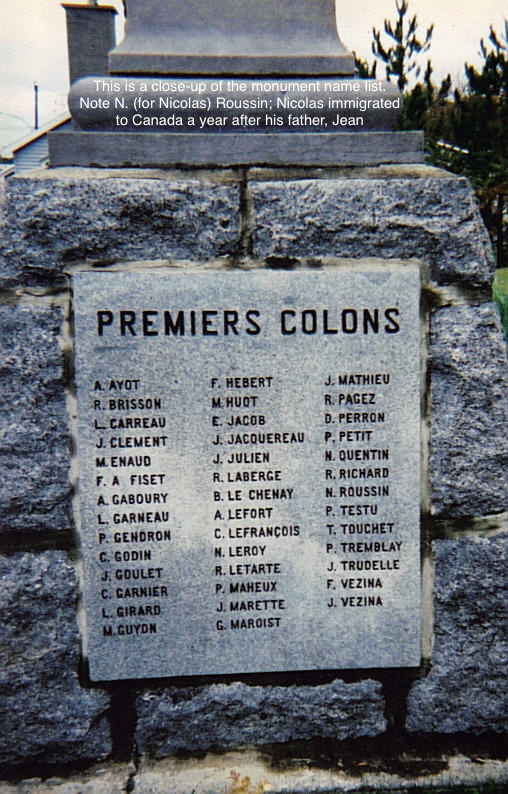 This is a close-up of the monument name list.
Note N. (for Nicolas) Roussin; Nicolas immigrated
to Canada a year after his father, Jean
PREMIERS COLONS
A. AYOT
R. BRISSON
L. CARREAU
J. CLEMENT
M. ENAUD
F. A FISET
A. GABOURY
L. GARNEAU
P. GENDRON
C. GODIN
J. GOULET
C. GARNIER
L. GIRARD
M. GUYON
F. HEBERT
M. HUOT
E. JACOB
J. JACQUEREAU
J. JULIEN
R. LABERGE
B. LE CHENAY
A. LEFORT
C. LEFRANÇOIS
N. LEROY
R. LETARTE
P. MAHEUX
J. MARETTE
G. MAROIST
J. MATHIEU
R. PAGEZ
D. PERRON
P. PETIT
N. QUENTIN
R. RICHARD
N. ROUSSIN
P. TESTU
T. TOUCHET
P. TREMBLAY
J. TRUDELLE
F. VEZINA
J. VEZINA